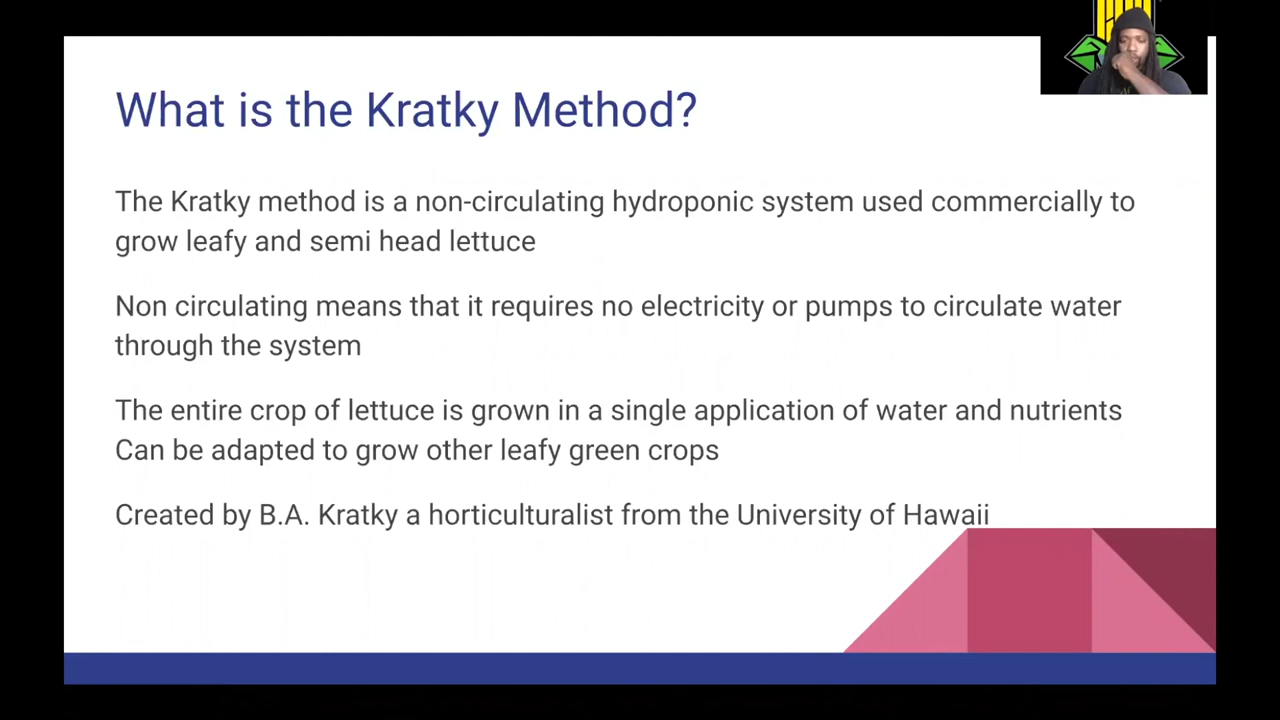 What is the Kratky Method?
The Kratky method is a non-circulating hydroponic system used commercially to
grow leafy and semi head lettuce
Non circulating means that it requires no electricity or pumps to circulate water
through the system
The entire crop of lettuce is grown in a single application of water and nutrients
Can be adapted to grow other leafy green crops
Created by B.A. Kratky a horticulturalist from the University of Hawaii